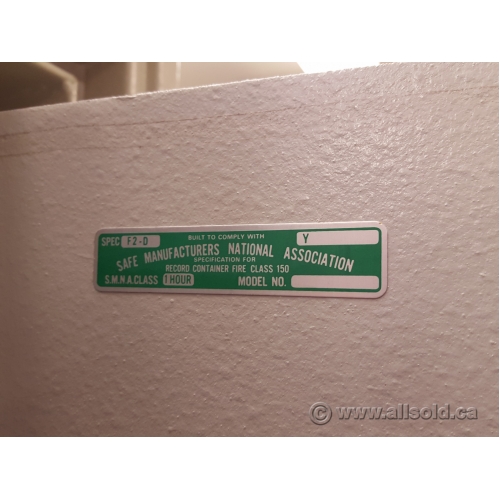 SPEC F2-D BUILT TO COMPLY WITH Y
SAFE MANUFACTURERS NATIONAL ASSOCIATION
SPECIFICATION FOR
RECORD CONTAINER FIRE CLASS 150
S.M.N.A.CLASS 1 HOUR MODEL NO.
www.allsold.ca